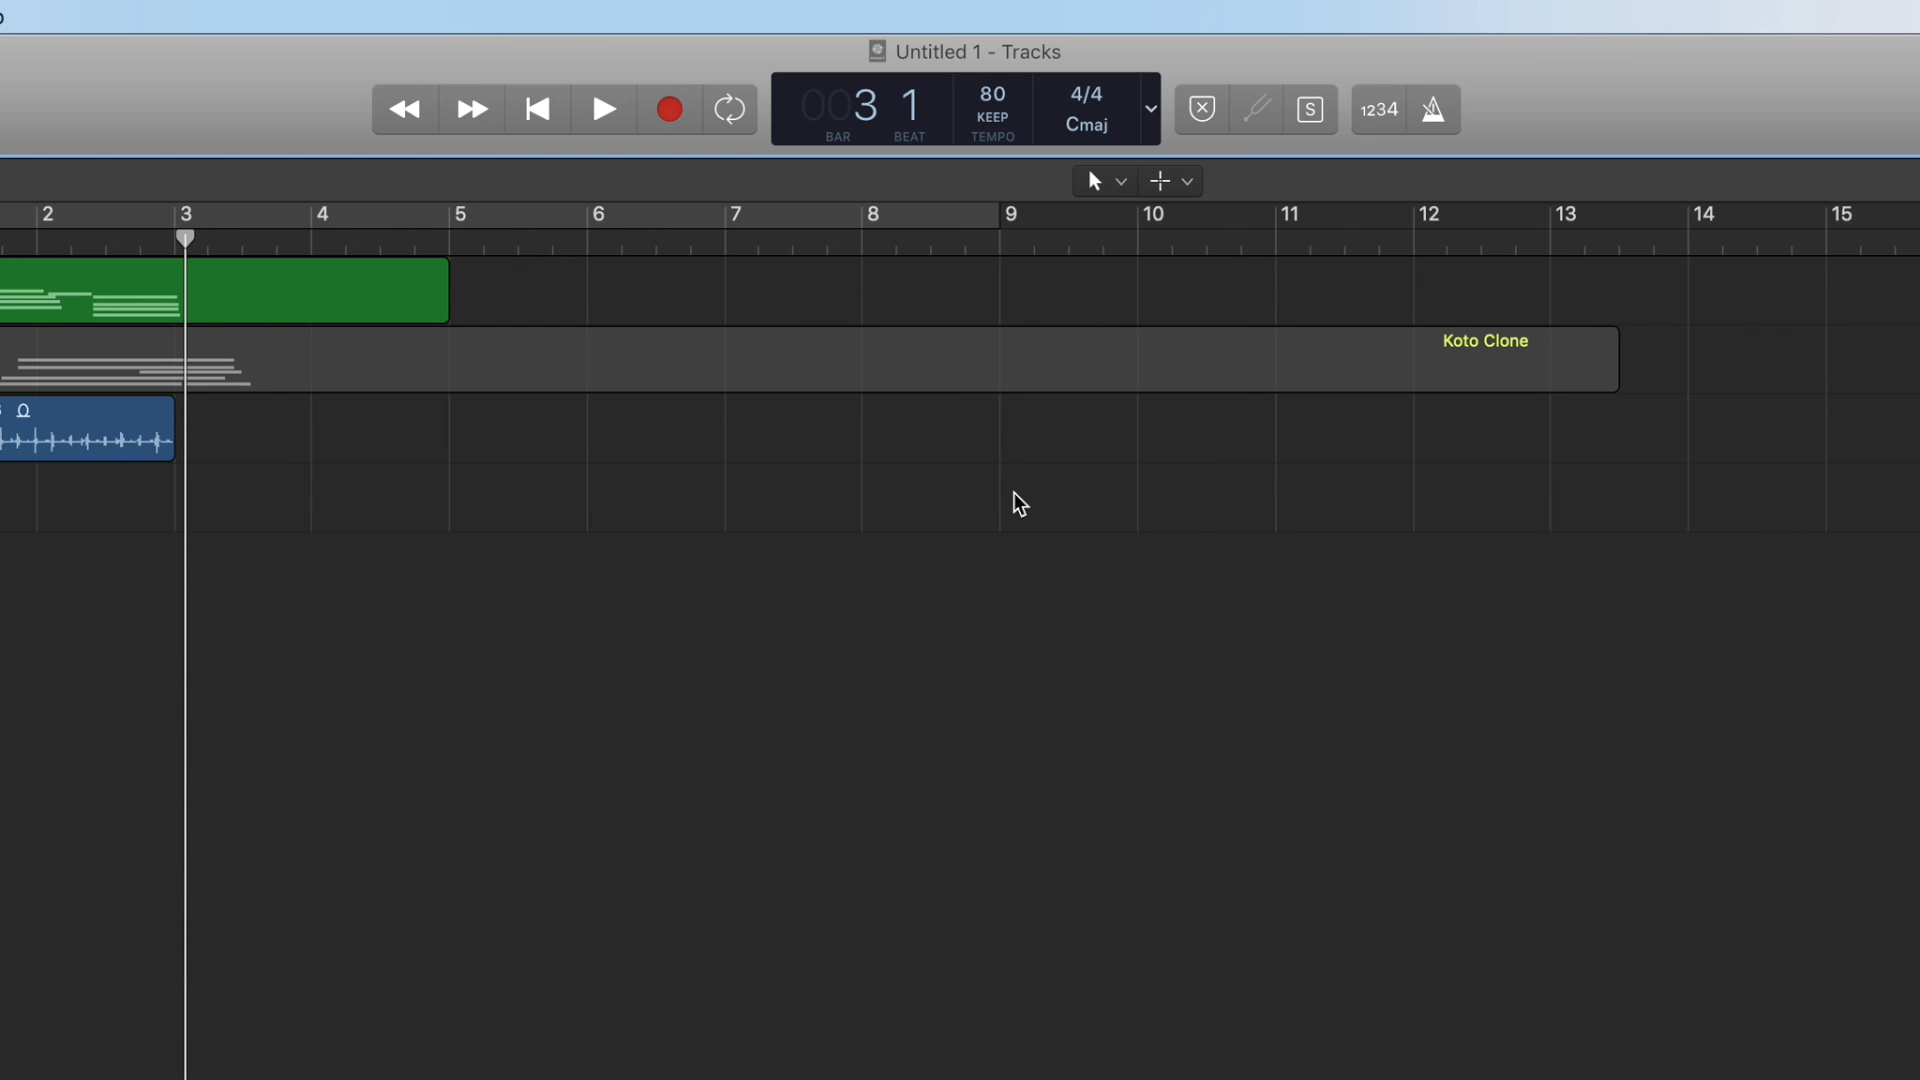 Untitled 1 - Tracks
003 1
BAR BEAT
80
KEEP
TEMPO
4/4
Cmaj
S
1234
2 3 4 5 6 7 8 9 10 11 12 13 14 15
Koto Clone